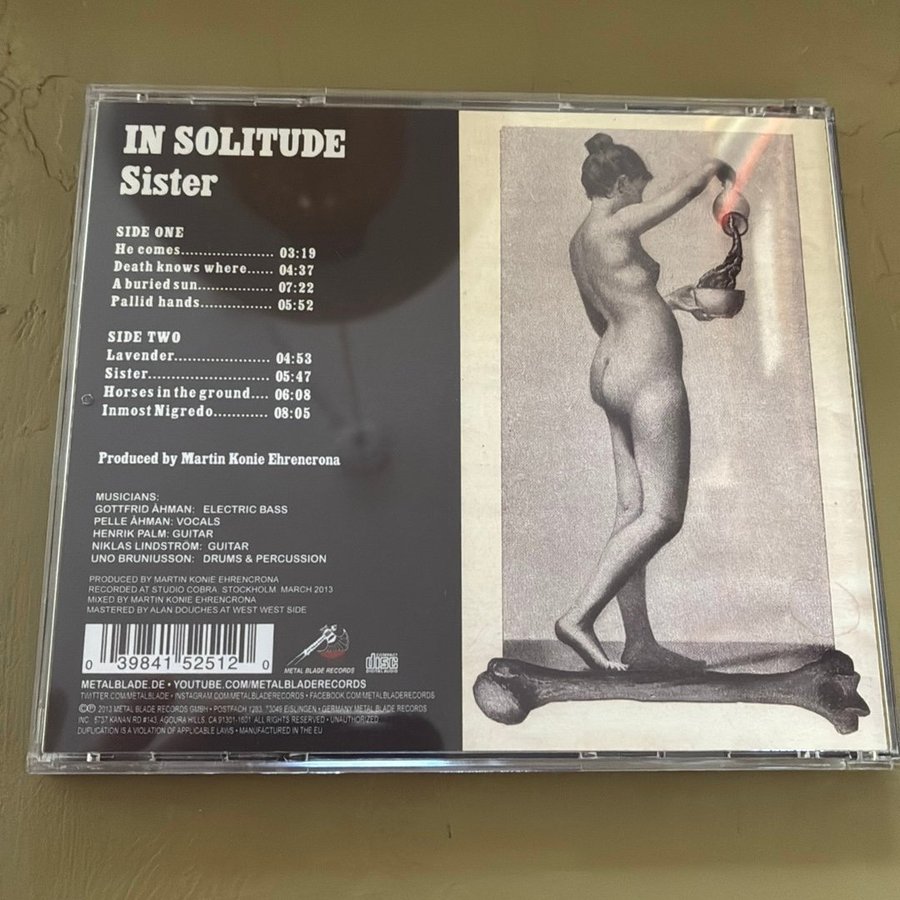 IN SOLITUDE
Sister
SIDE ONE
He comes..................... 03:19
Death knows where...... 04:37
A buried sun................. 07:22
Pallid hands................ 05:52
SIDE TWO
Lavender...................... 04:53
Sister............................ 05:47
Horses in the ground.... 06:08
Inmost Nigredo............ 08:05
Produced by Martin Konie Ehrencrona
MUSICIANS:
GOTTFRID ÅHMAN: ELECTRIC BASS
PELLE ÅHMAN: VOCALS
HENRIK PALM: GUITAR
NIKLAS LINDSTRÖM: GUITAR
UNO BRUNIUSSON: DRUMS & PERCUSSION
PRODUCED BY MARTIN KONIE EHRENCRONA
RECORDED AT STUDIO COBRA. STOCKHOLM. MARCH 2013
MIXED BY MARTIN KONIE EHRENCRONA
MASTERED BY ALAN DOUCHES AT WEST WEST SIDE
0 39841 52512 0
METAL BLADE RECORDS
COMPACT disc DIGITAL AUDIO
METALBLADE.DE • YOUTUBE.COM/METALBLADERECORDS
TWITTER.COM/METALBLADE • INSTAGRAM.COM/METALBLADERECORDS • FACEBOOK.COM/METALBLADERECORDS
©℗ 2013 METAL BLADE RECORDS GMBH • POSTFACH 1283, 73049 EISLINGEN • GERMANY METAL BLADE RECORDS
INC. 5737 KANAN RD #143, AGOURA HILLS, CA 91301-1601. ALL RIGHTS RESERVED • UNAUTHORIZED
DUPLICATION IS A VIOLATION OF APPLICABLE LAWS • MANUFACTURED IN THE EU